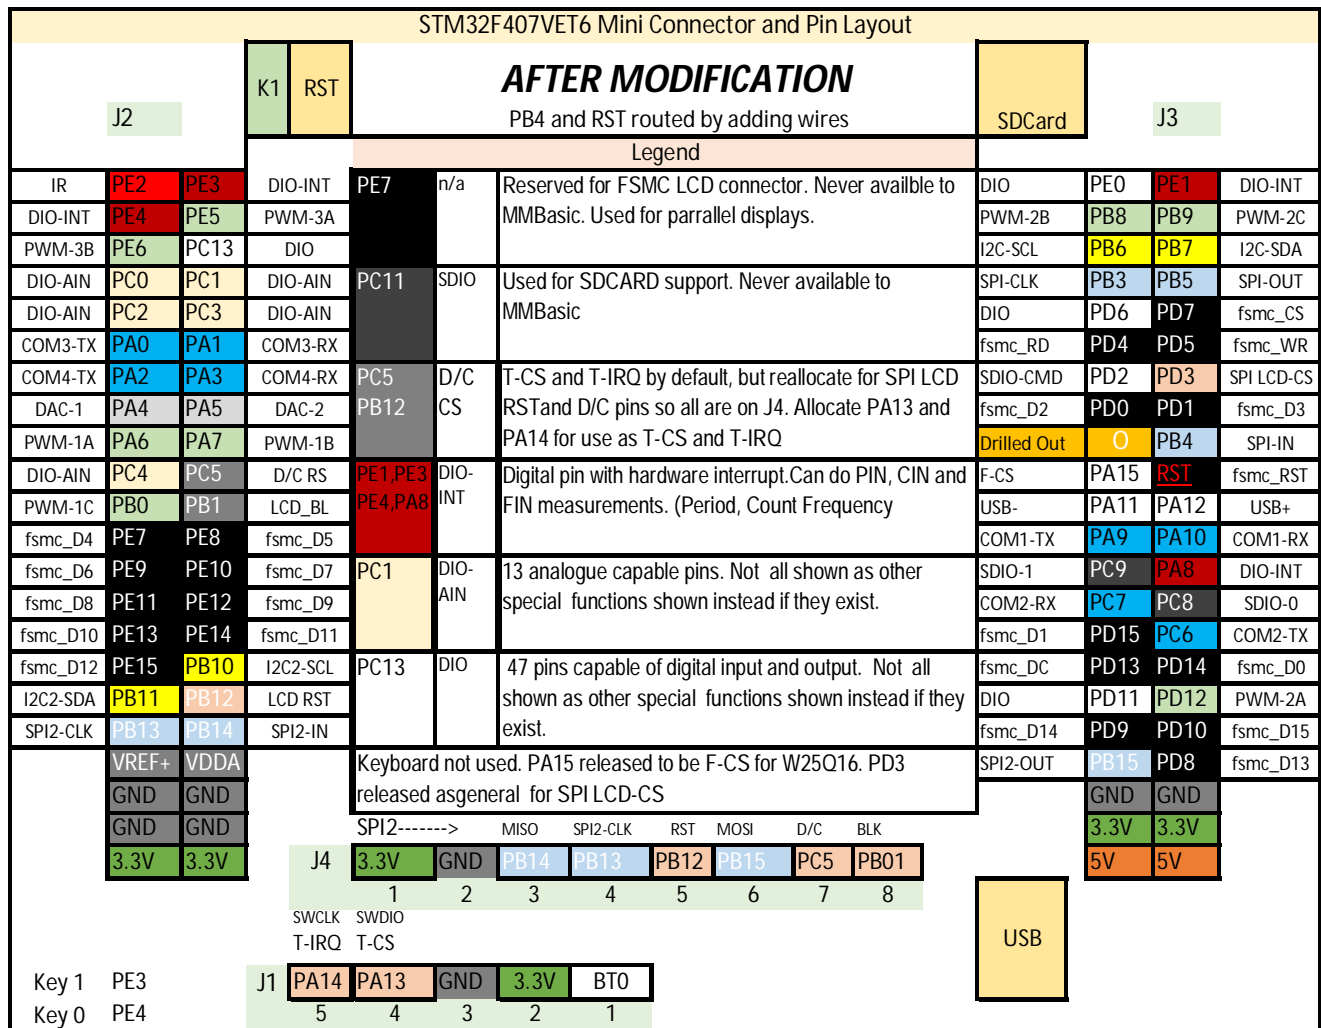 STM32F407VET6 Mini Connector and Pin Layout
K1 RST AFTER MODIFICATION
J2 PB4 and RST routed by adding wires SDCard J3
Legend
IR PE2 PE3 DIO-INT PE7 n/a Reserved for FSMC LCD connector. Never availble to DIO PE0 PE1 DIO-INT
DIO-INT PE4 PE5 PWM-3A MMBasic. Used for parrallel displays. PWM-2B PB8 PB9 PWM-2C
PWM-3B PE6 PC13 DIO I2C-SCL PB6 PB7 I2C-SDA
DIO-AIN PC0 PC1 DIO-AIN PC11 SDIO Used for SDCARD support. Never available to SPI-CLK PB3 PB5 SPI-OUT
DIO-AIN PC2 PC3 DIO-AIN MMBasic DIO PD6 PD7 fsmc_CS
COM3-TX PA0 PA1 COM3-RX fsmc_RD PD4 PD5 fsmc_WR
COM4-TX PA2 PA3 COM4-RX PC5 D/C T-CS and T-IRQ by default, but reallocate for SPI LCD SDIO-CMD PD2 PD3 SPI LCD-CS
DAC-1 PA4 PA5 DAC-2 PB12 CS RSTand D/C pins so all are on J4. Allocate PA13 and fsmc_D2 PD0 PD1 fsmc_D3
PWM-1A PA6 PA7 PWM-1B PA14 for use as T-CS and T-IRQ Drilled Out O PB4 SPI-IN
DIO-AIN PC4 PC5 D/C RS PE1,PE3 DIO- Digital pin with hardware interrupt.Can do PIN, CIN and F-CS PA15 RST fsmc_RST
PWM-1C PB0 PB1 LCD_BL PE4,PA8 INT FIN measurements. (Period, Count Frequency USB- PA11 PA12 USB+
fsmc_D4 PE7 PE8 fsmc_D5 COM1-TX PA9 PA10 COM1-RX
fsmc_D6 PE9 PE10 fsmc_D7 PC1 DIO- 13 analogue capable pins. Not all shown as other SDIO-1 PC9 PA8 DIO-INT
fsmc_D8 PE11 PE12 fsmc_D9 AIN special functions shown instead if they exist. COM2-RX PC7 PC8 SDIO-0
fsmc_D10 PE13 PE14 fsmc_D11 fsmc_D1 PD15 PC6 COM2-TX
fsmc_D12 PE15 PB10 I2C2-SCL PC13 DIO 47 pins capable of digital input and output. Not all fsmc_DC PD13 PD14 fsmc_D0
I2C2-SDA PB11 PB12 LCD RST shown as other special functions shown instead if they DIO PD11 PD12 PWM-2A
SPI2-CLK PB13 PB14 SPI2-IN exist. fsmc_D14 PD9 PD10 fsmc_D15
VREF+ VDDA Keyboard not used. PA15 released to be F-CS for W25Q16. PD3 SPI2-OUT PB15 PD8 fsmc_D13
GND GND released asgeneral for SPI LCD-CS GND GND
GND GND SPI2-------> MISO SPI2-CLK RST MOSI D/C BLK 3.3V 3.3V
3.3V 3.3V J4 3.3V GND PB14 PB13 PB12 PB15 PC5 PB01 5V 5V
1 2 3 4 5 6 7 8
SWCLK SWDIO
T-IRQ T-CS USB
Key 1 PE3 J1 PA14 PA13 GND 3.3V BT0
Key 0 PE4 5 4 3 2 1